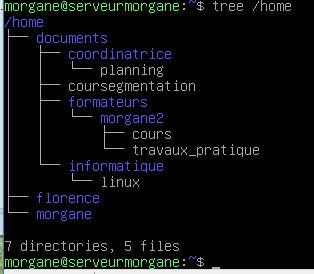 morgane@serveurmorgane:~$ tree /home
/home
├── documents
│   ├── coordinatrice
│   │   └── planning
│   ├── coursegmentation
│   ├── formateurs
│   │   └── morgane2
│   │       ├── cours
│   │       └── travaux_pratique
│   └── informatique
│       └── linux
├── florence
└── morgane
7 directories, 5 files
morgane@serveurmorgane:~$ _